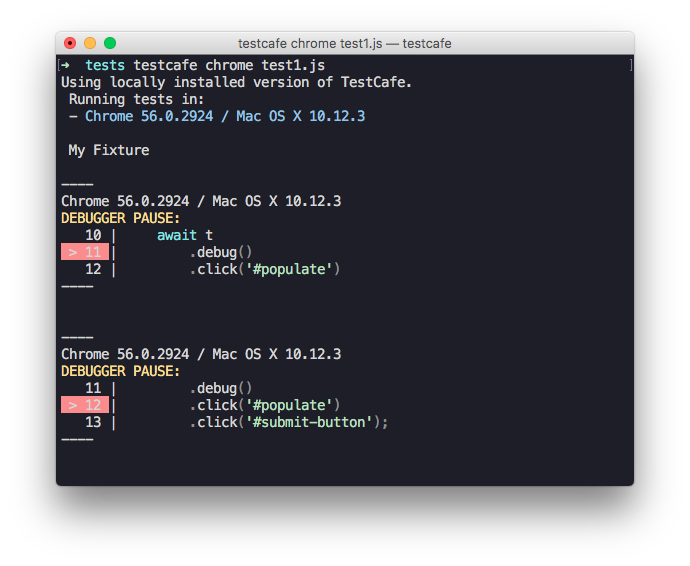 testcafe chrome test1.js — testcafe
[➜  tests testcafe chrome test1.js ]
Using locally installed version of TestCafe.
 Running tests in:
 - Chrome 56.0.2924 / Mac OS X 10.12.3
 My Fixture
----
Chrome 56.0.2924 / Mac OS X 10.12.3
DEBUGGER PAUSE:
   10 |     await t
 > 11 |         .debug()
   12 |         .click('#populate')
----
----
Chrome 56.0.2924 / Mac OS X 10.12.3
DEBUGGER PAUSE:
   11 |         .debug()
 > 12 |         .click('#populate')
   13 |         .click('#submit-button');
----